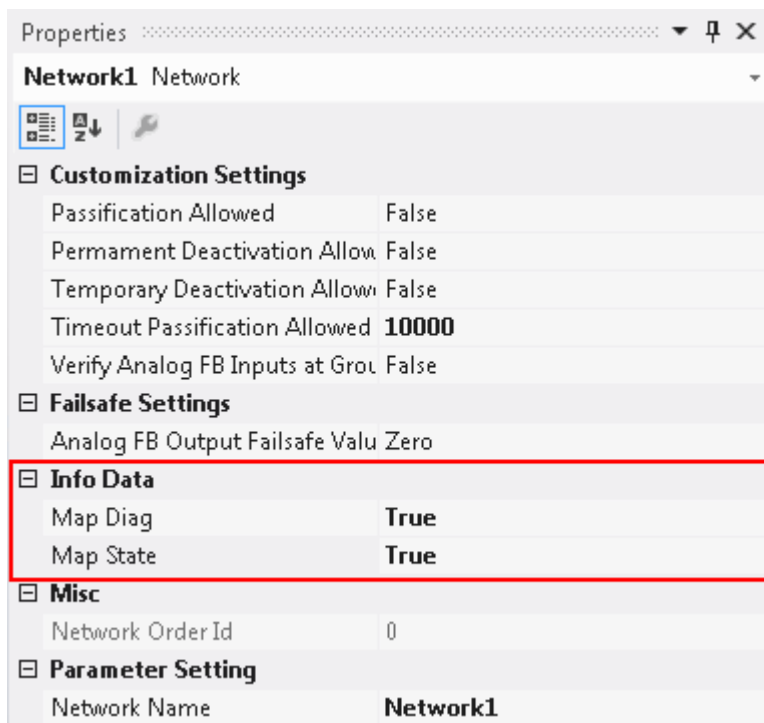 Properties
Network1 Network
Customization Settings
Passification Allowed False
Permament Deactivation Allow False
Temporary Deactivation Allow False
Timeout Passification Allowed 10000
Verify Analog FB Inputs at Grou False
Failsafe Settings
Analog FB Output Failsafe Valu Zero
Info Data
Map Diag True
Map State True
Misc
Network Order Id 0
Parameter Setting
Network Name Network1